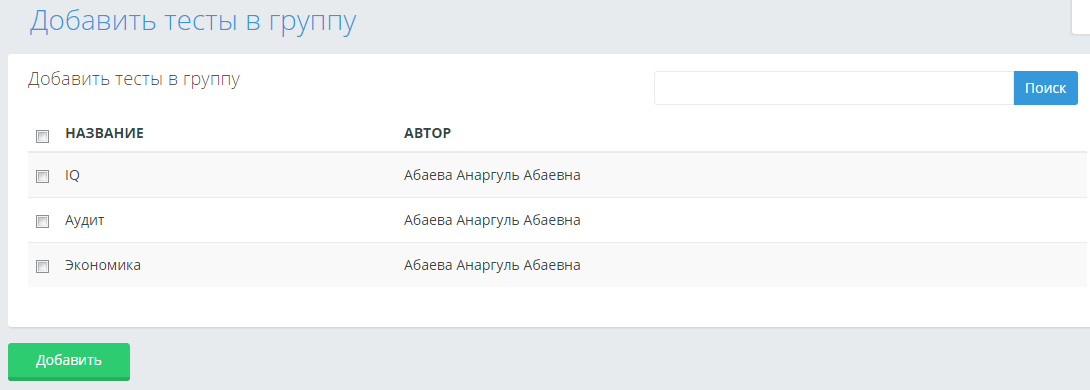 Добавить тесты в группу
Добавить тесты в группу
Поиск
НАЗВАНИЕ АВТОР
IQ Абаева Анаргуль Абаевна
Аудит Абаева Анаргуль Абаевна
Экономика Абаева Анаргуль Абаевна
Добавить